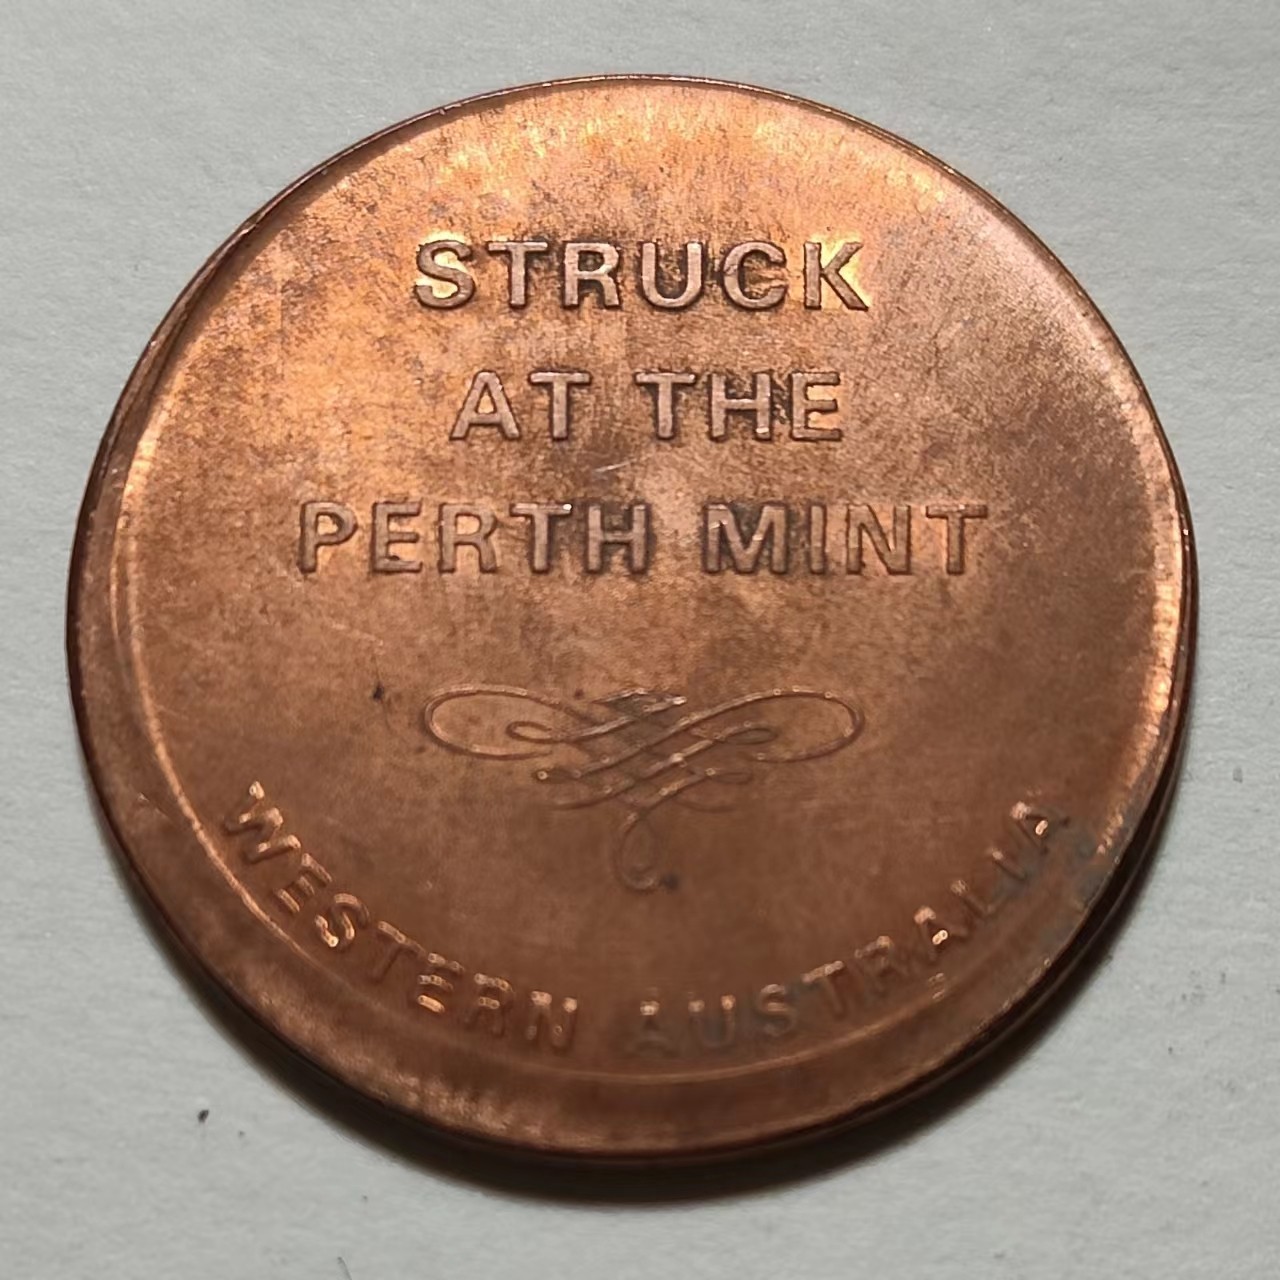 STRUCK
AT THE
PERTH MINT
WESTERN AUSTRALIA